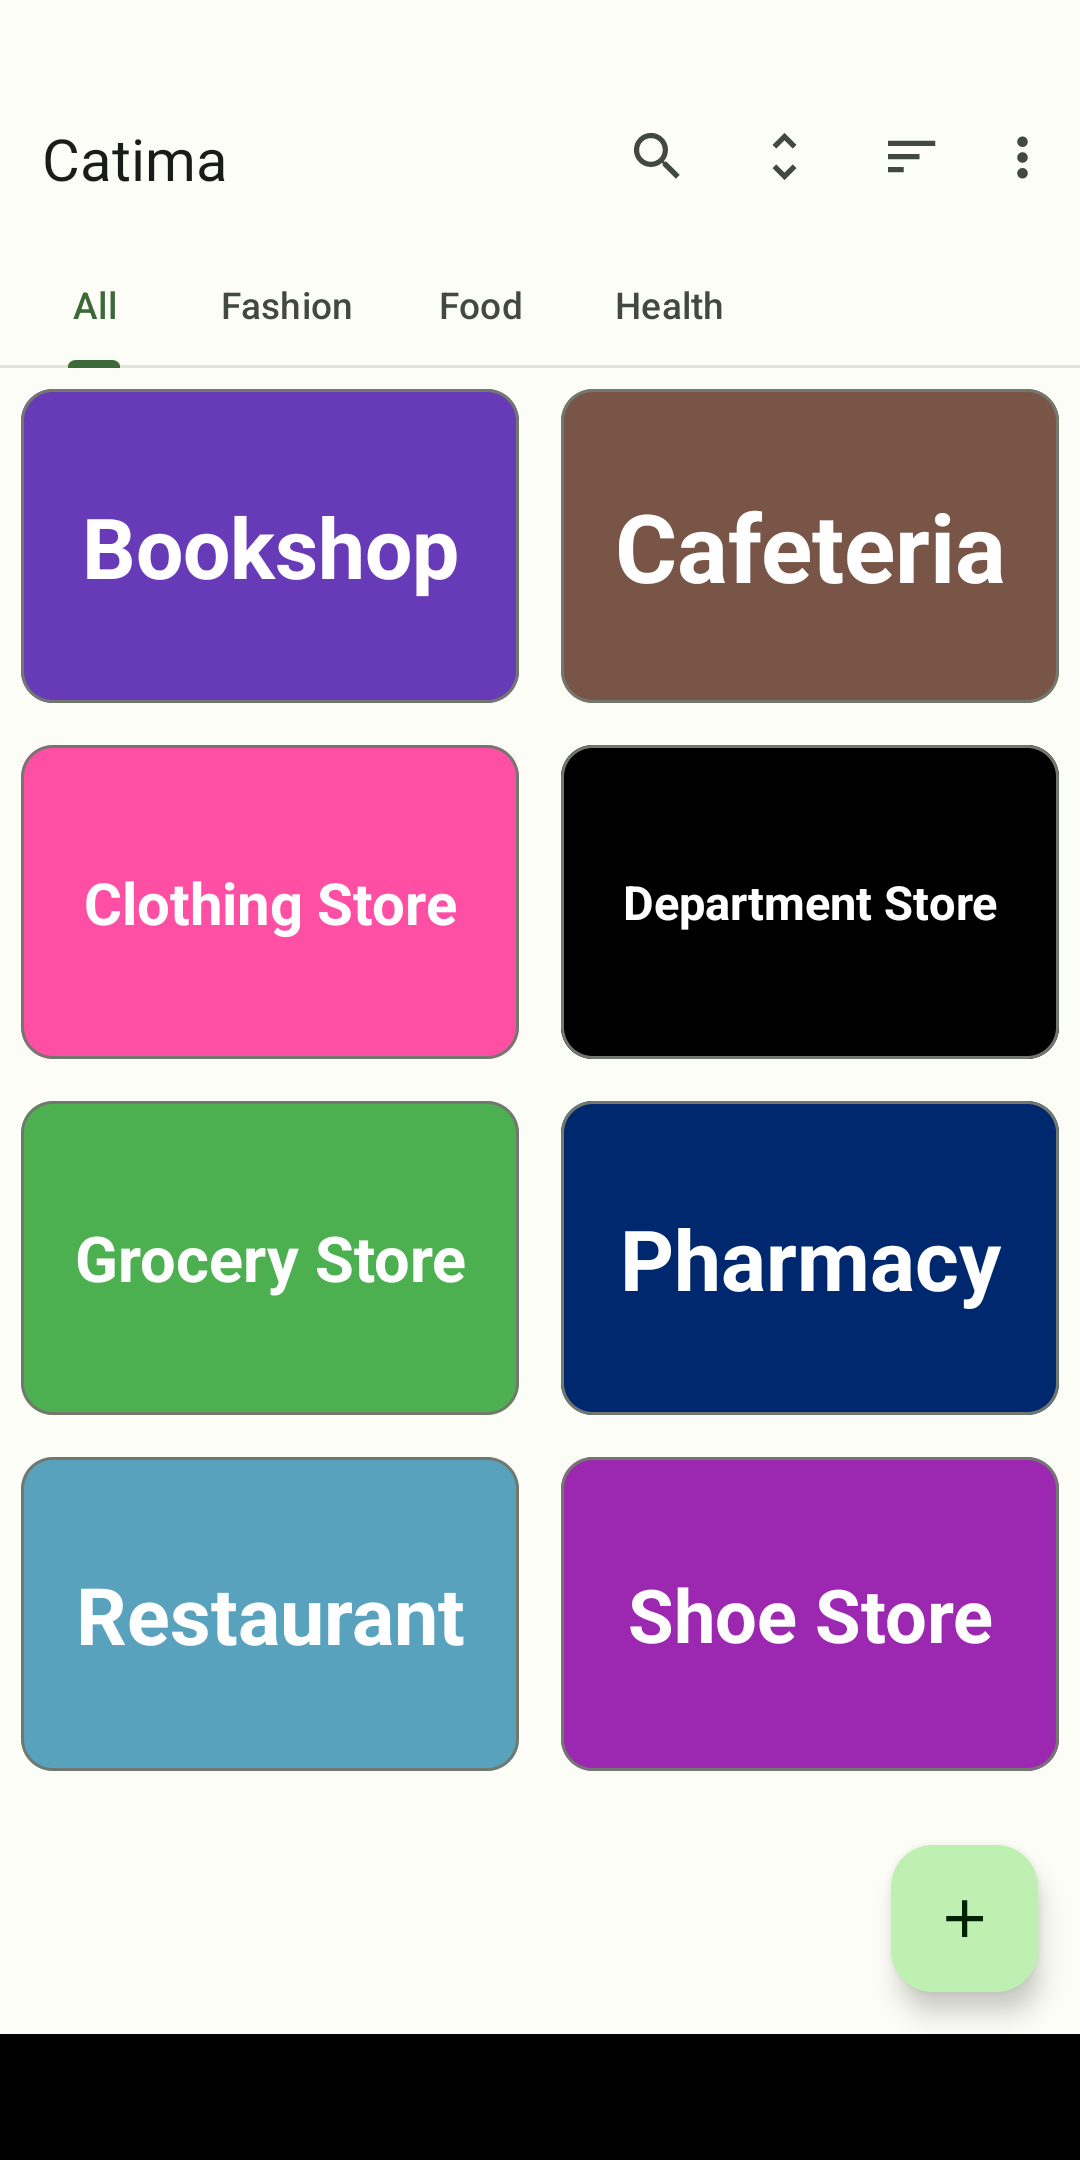 Catima
All Fashion Food Health
Bookshop Cafeteria
Clothing Store Department Store
Grocery Store Pharmacy
Restaurant Shoe Store